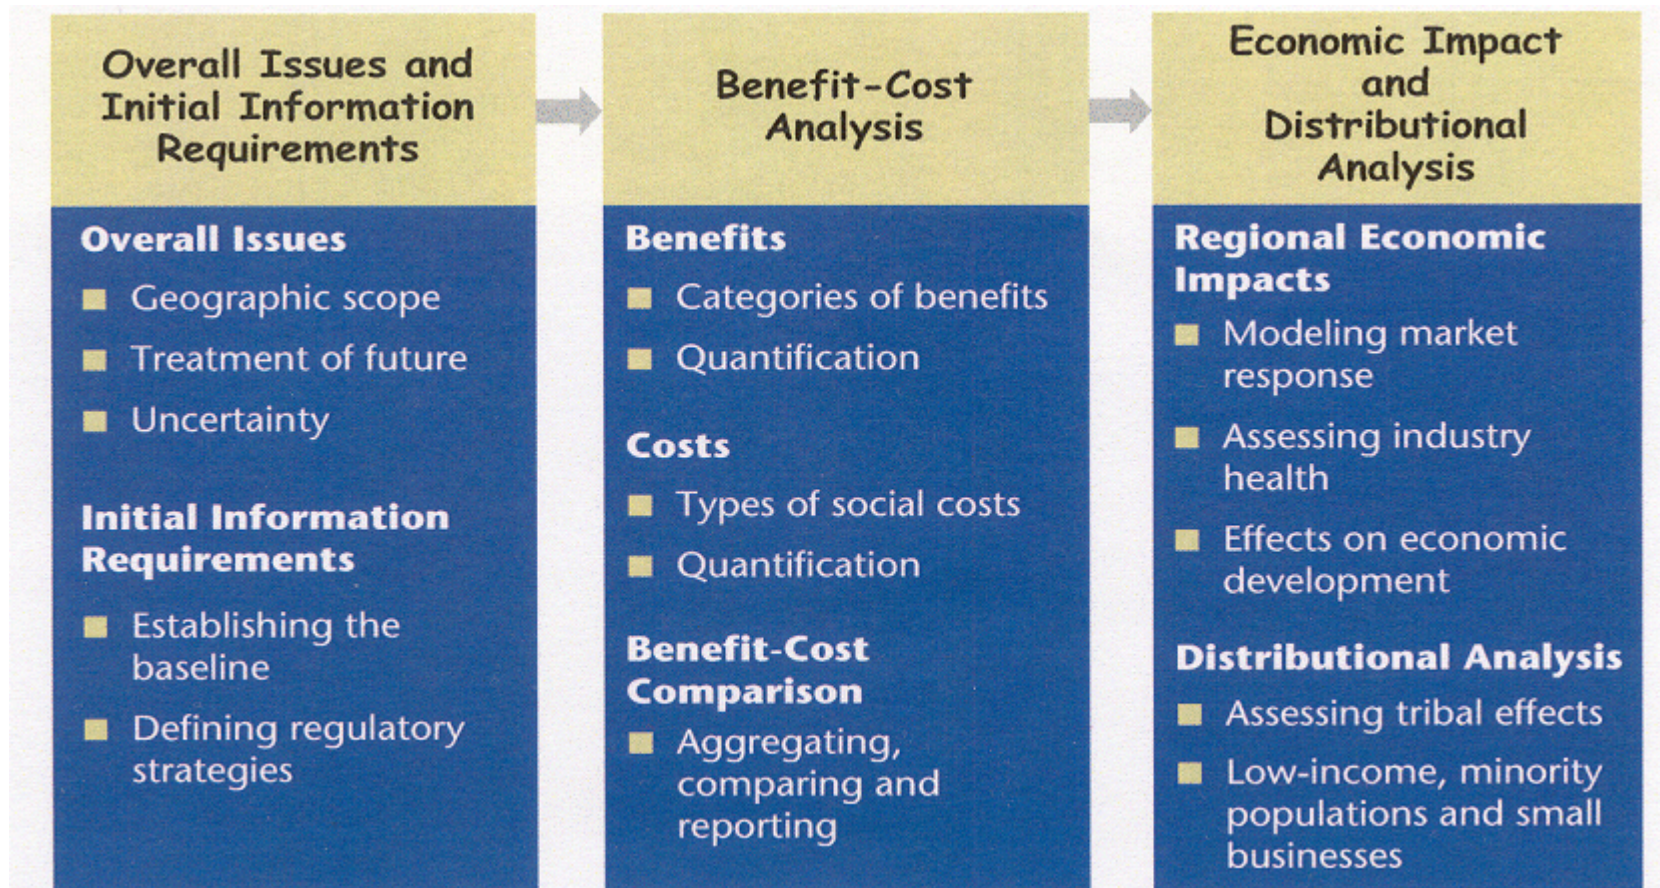 Overall Issues and
Initial Information
Requirements
Overall Issues
Geographic scope
Treatment of future
Uncertainty
Initial Information
Requirements
Establishing the
baseline
Defining regulatory
strategies
Benefit-Cost
Analysis
Benefits
Categories of benefits
Quantification
Costs
Types of social costs
Quantification
Benefit-Cost
Comparison
Aggregating,
comparing and
reporting
Economic Impact
and
Distributional
Analysis
Regional Economic
Impacts
Modeling market
response
Assessing industry
health
Effects on economic
development
Distributional Analysis
Assessing tribal effects
Low-income, minority
populations and small
businesses